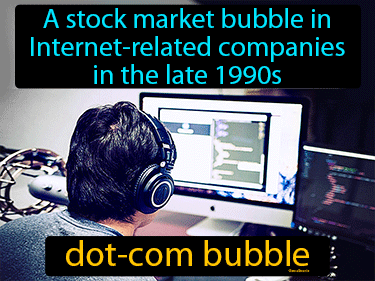 A stock market bubble in
Internet-related companies
in the late 1990s
dot-com bubble